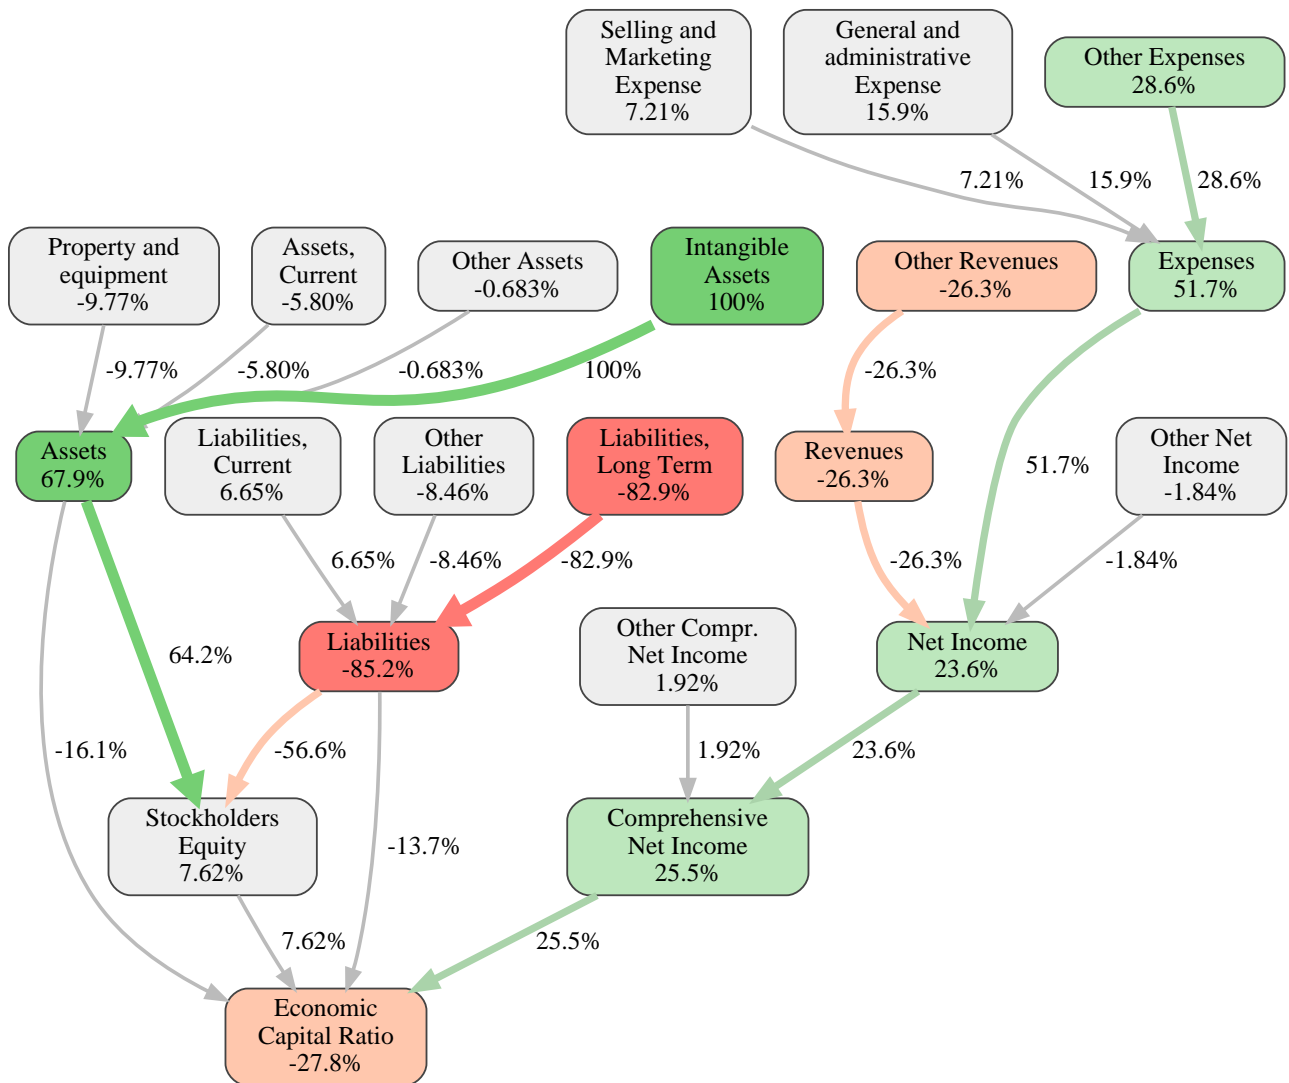 Selling and
Marketing
Expense
7.21%
General and
administrative
Expense
15.9%
Other Expenses
28.6%
7.21%
15.9%
28.6%
Property and
equipment
-9.77%
Assets,
Current
-5.80%
Other Assets
-0.683%
Intangible
Assets
100%
Other Revenues
-26.3%
Expenses
51.7%
-9.77%
-5.80%
-0.683%
100%
-26.3%
Assets
67.9%
Liabilities,
Current
6.65%
Other
Liabilities
-8.46%
Liabilities,
Long Term
-82.9%
Revenues
-26.3%
51.7%
Other Net
Income
-1.84%
6.65%
-8.46%
-82.9%
-26.3%
-1.84%
Liabilities
-85.2%
Other Compr.
Net Income
1.92%
Net Income
23.6%
64.2%
-16.1%
-56.6%
1.92%
23.6%
Stockholders
Equity
7.62%
-13.7%
Comprehensive
Net Income
25.5%
7.62%
25.5%
Economic
Capital Ratio
-27.8%